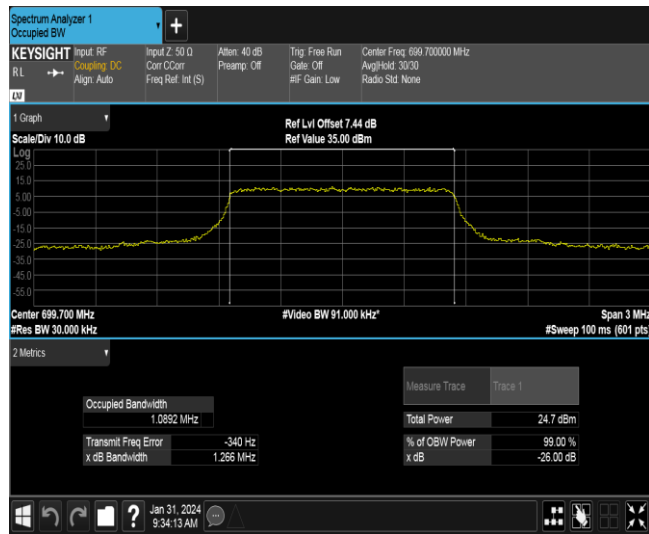 Spectrum Analyzer 1
Occupied BW
+
KEYSIGHT
RL
LXI
Input: RF
Coupling: DC
Align: Auto
Input Z: 50 Ω
Corr CCorr
Freq Ref: Int (S)
Atten: 40 dB
Preamp: Off
Trig: Free Run
Gate: Off
#IF Gain: Low
Center Freq: 699.700000 MHz
Avg|Hold: 30/30
Radio Std: None
1 Graph
Scale/Div 10.0 dB
Ref Lvl Offset 7.44 dB
Ref Value 35.00 dBm
Log
25.0
15.0
5.00
-5.00
-15.0
-25.0
-35.0
-45.0
-55.0
Center 699.700 MHz
#Video BW 91.000 kHz*
Span 3 MHz
#Res BW 30.000 kHz
#Sweep 100 ms (601 pts)
2 Metrics
Measure Trace
Trace 1
Occupied Bandwidth
1.0892 MHz
Total Power
24.7 dBm
Transmit Freq Error
-340 Hz
% of OBW Power
99.00 %
x dB Bandwidth
1.266 MHz
x dB
-26.00 dB
?
Jan 31, 2024
9:34:13 AM